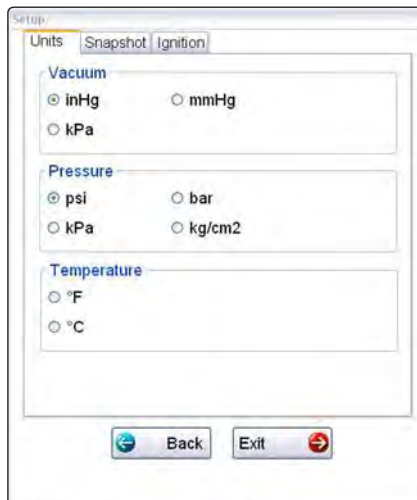 Setup
Units Snapshot Ignition
Vacuum
inHg mmHg
kPa
Pressure
psi bar
kPa kg/cm2
Temperature
°F
°C
Back Exit